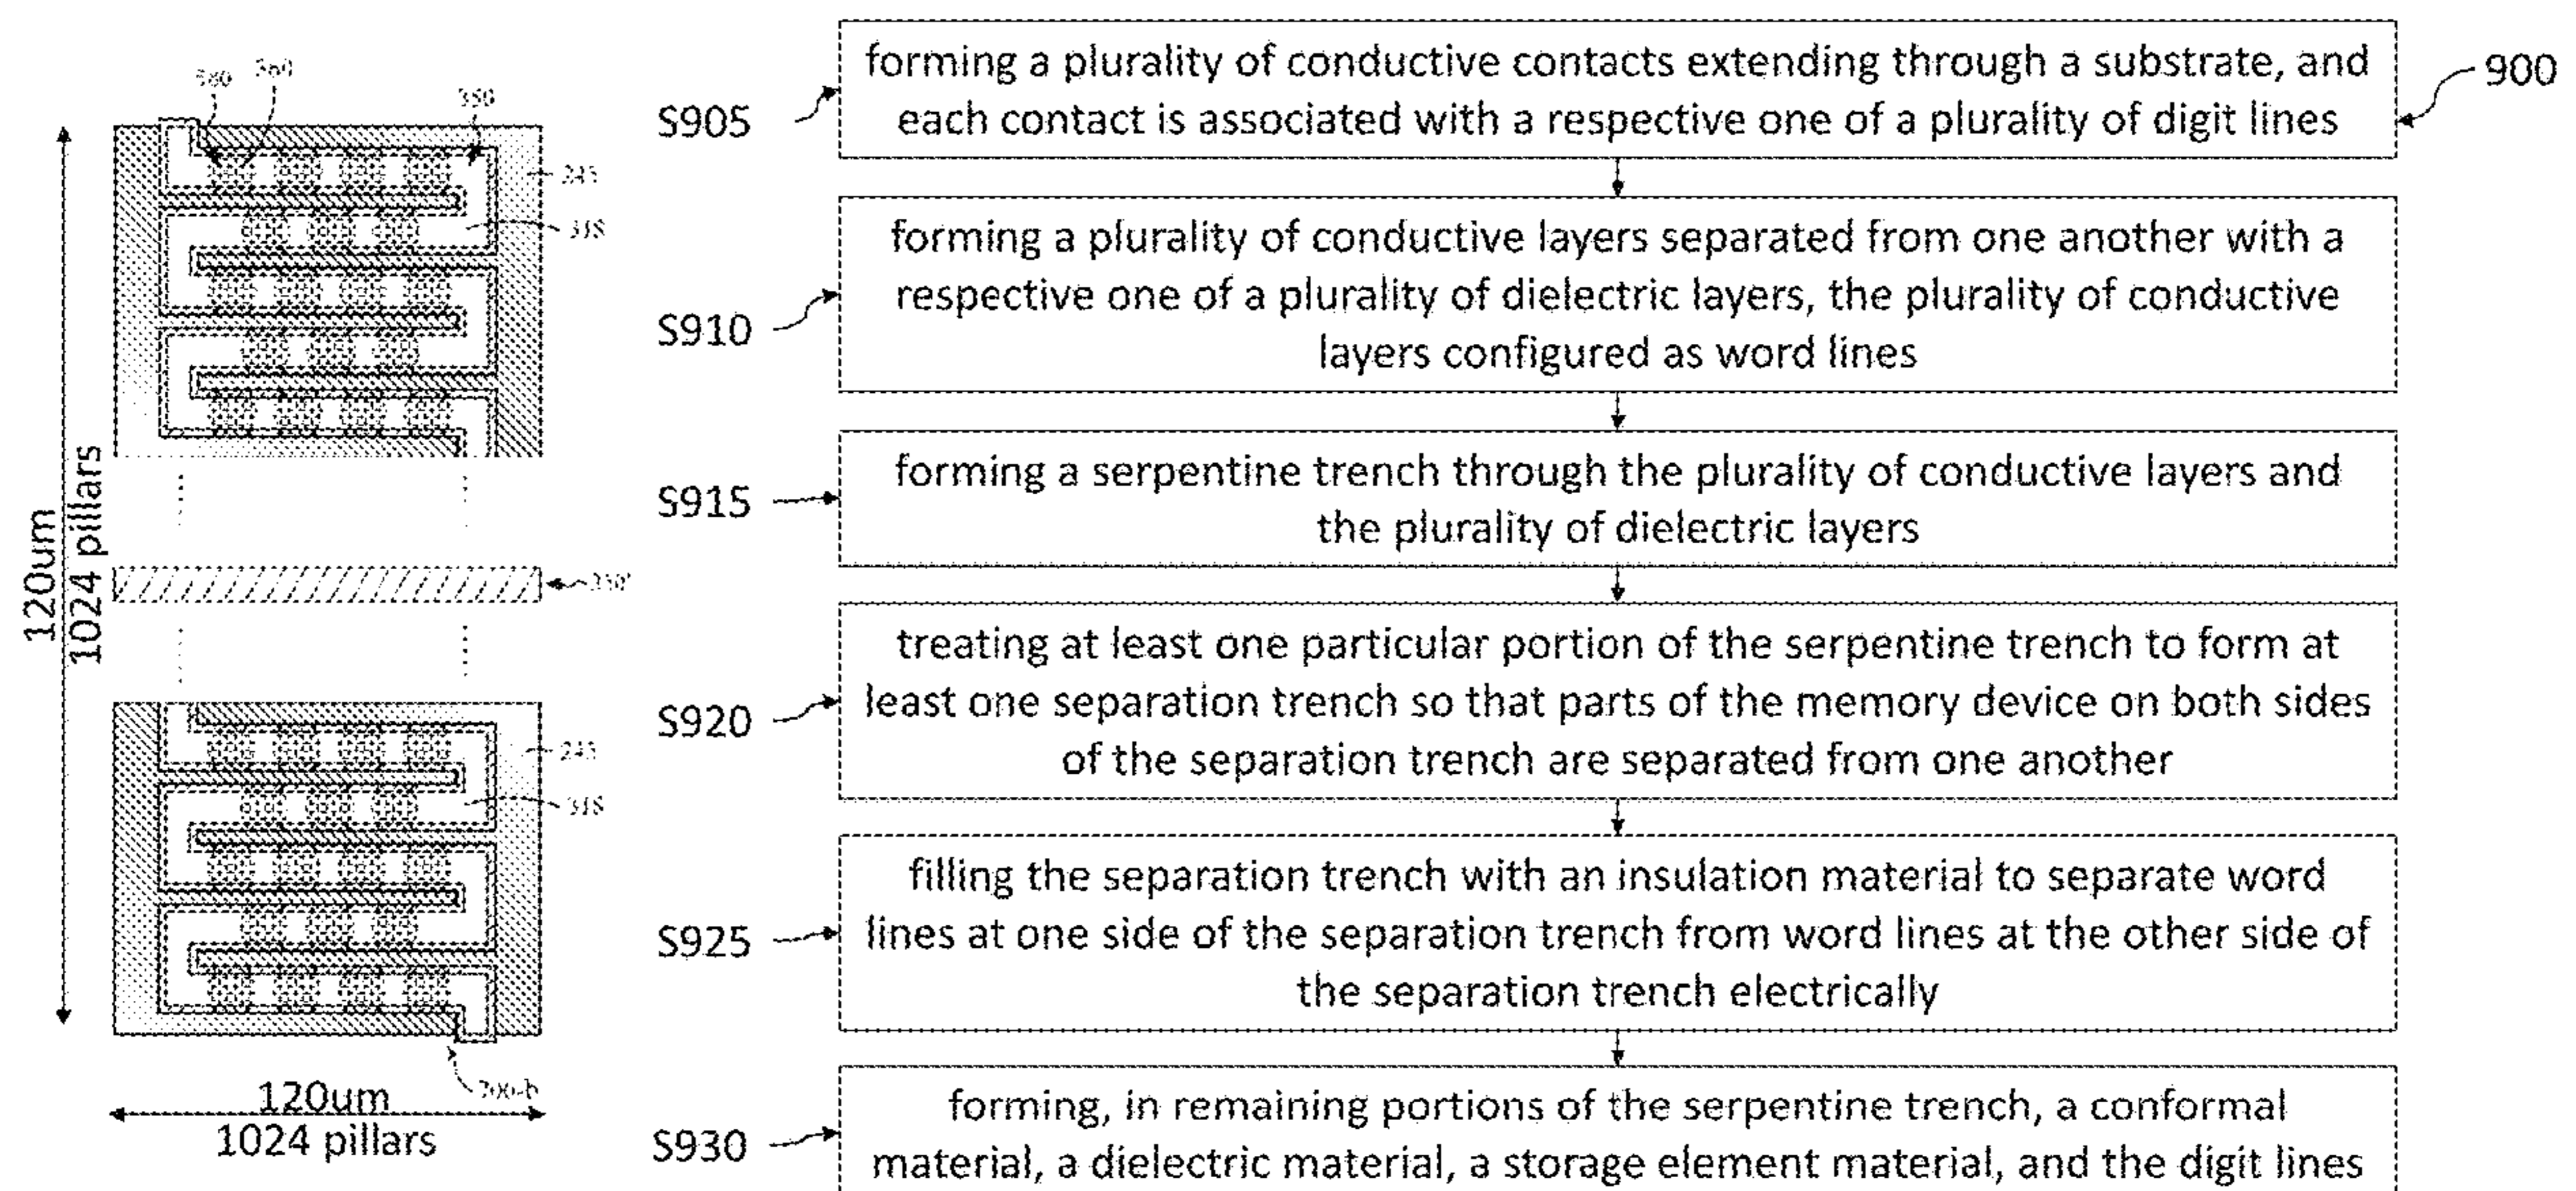 580 360
350
245
318
120um
1024 pillars
245
318
120um
1024 pillars
900
S905
forming a plurality of conductive contacts extending through a substrate, and
each contact is associated with a respective one of a plurality of digit lines
S910
forming a plurality of conductive layers separated from one another with a
respective one of a plurality of dielectric layers, the plurality of conductive
layers configured as word lines
S915
forming a serpentine trench through the plurality of conductive layers and
the plurality of dielectric layers
S920
treating at least one particular portion of the serpentine trench to form at
least one separation trench so that parts of the memory device on both sides
of the separation trench are separated from one another
S925
filling the separation trench with an insulation material to separate word
lines at one side of the separation trench from word lines at the other side of
the separation trench electrically
S930
forming, in remaining portions of the serpentine trench, a conformal
material, a dielectric material, a storage element material, and the digit lines